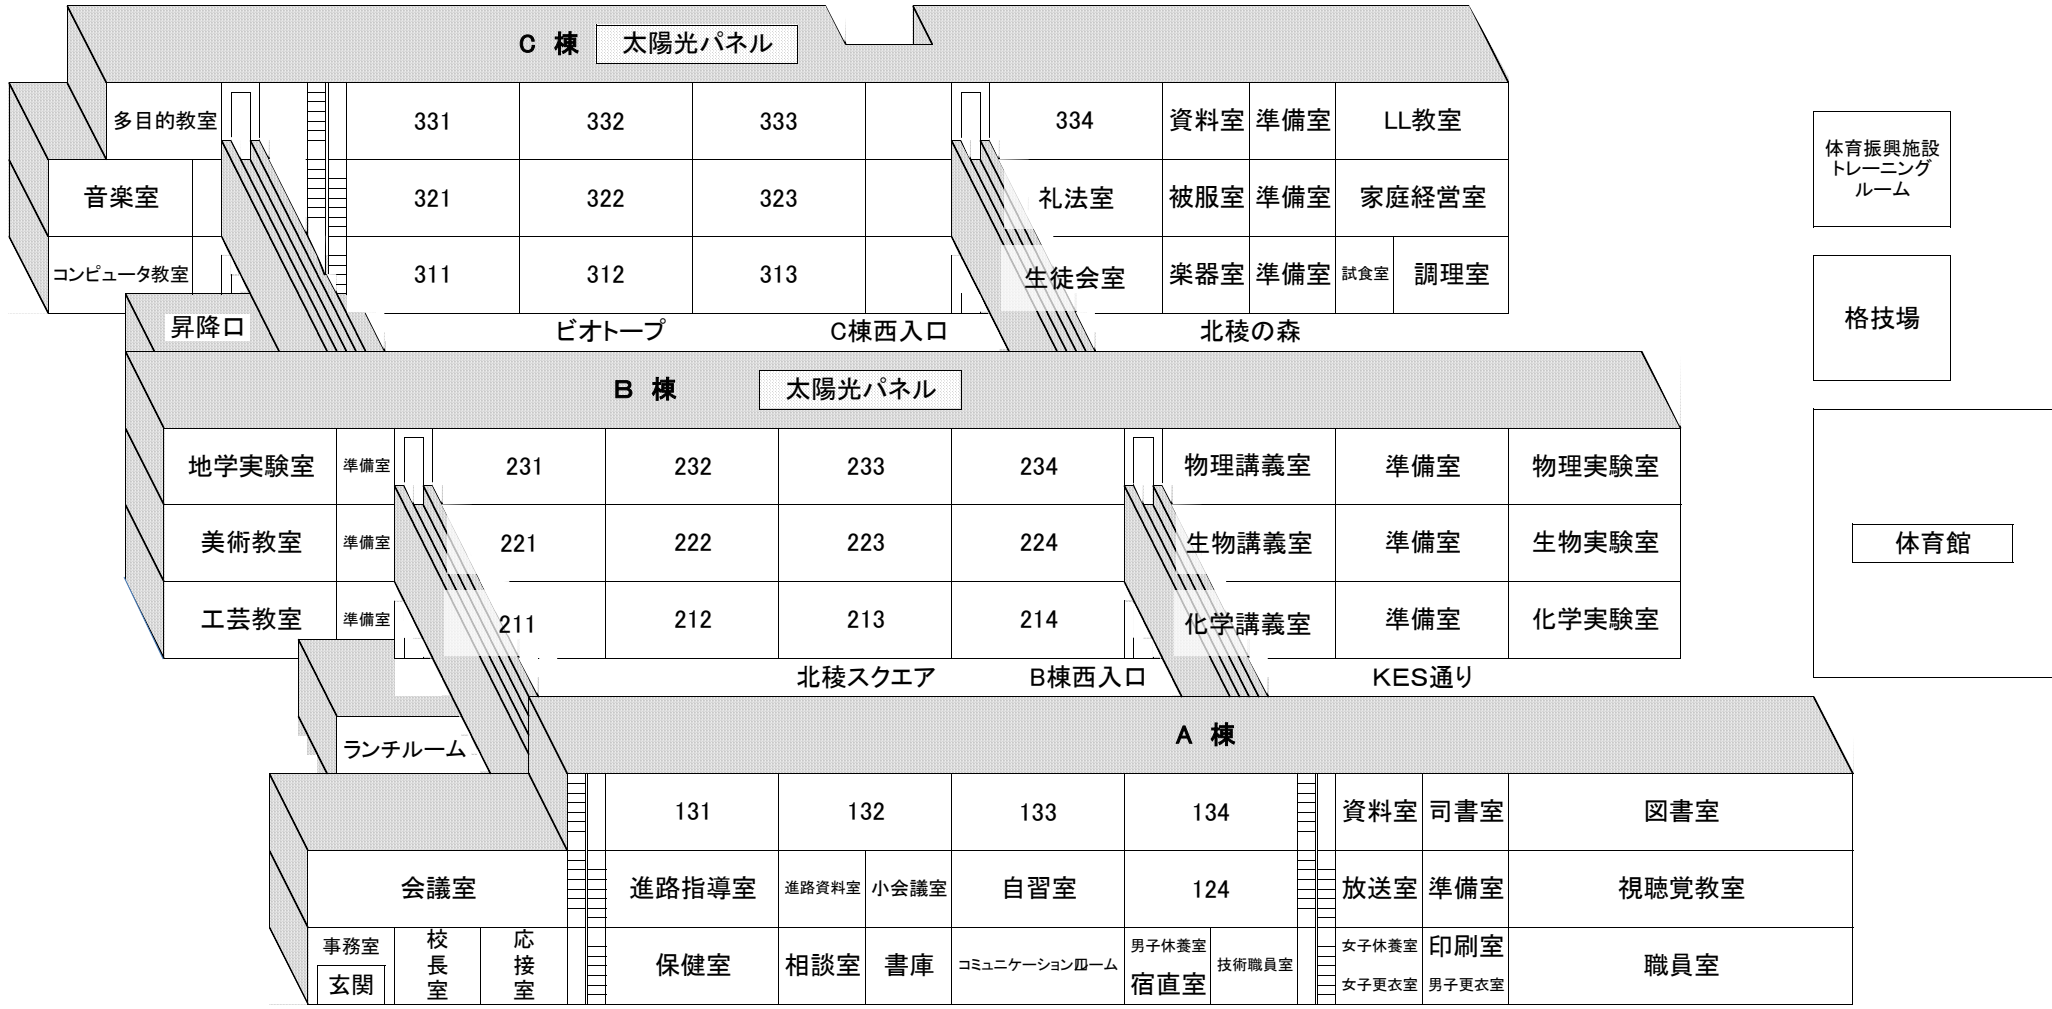 C 棟 太陽光パネル
多目的教室 331 332 333 334 資料室 準備室 LL教室
音楽室 321 322 323 礼法室 被服室 準備室 家庭経営室
コンピュータ教室 311 312 313 生徒会室 楽器室 準備室 試食室 調理室
昇降口 ビオトープ C棟西入口 北稜の森
体育振興施設
トレーニング
ルーム
格技場
体育館
B 棟 太陽光パネル
地学実験室 準備室 231 232 233 234 物理講義室 準備室 物理実験室
美術教室 準備室 221 222 223 224 生物講義室 準備室 生物実験室
工芸教室 準備室 211 212 213 214 化学講義室 準備室 化学実験室
北稜スクエア B棟西入口 KES通り
A 棟
ランチルーム
131 132 133 134 資料室 司書室 図書室
会議室 進路指導室 進路資料室 小会議室 自習室 124 放送室 準備室 視聴覚教室
事務室
玄関
校長室
応接室
保健室 相談室 書庫
男子休養室
宿直室
技術職員室
女子休養室
女子更衣室
印刷室
男子更衣室
職員室